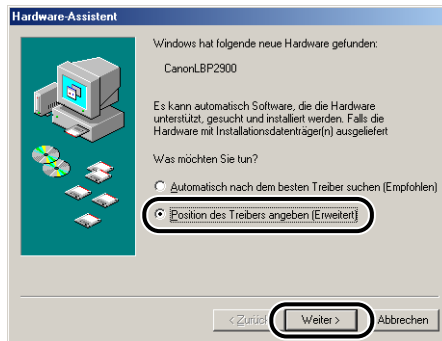 Hardware-Assistent
Windows hat folgende neue Hardware gefunden:
CanonLBP2900
Es kann automatisch Software, die die Hardware
unterstützt, gesucht und installiert werden. Falls die
Hardware mit Installationsdatenträger(n) ausgeliefert
Was möchten Sie tun?
Automatisch nach dem besten Treiber suchen (Empfohlen)
Position des Treibers angeben (Erweitert)
< Zurück Weiter > Abbrechen